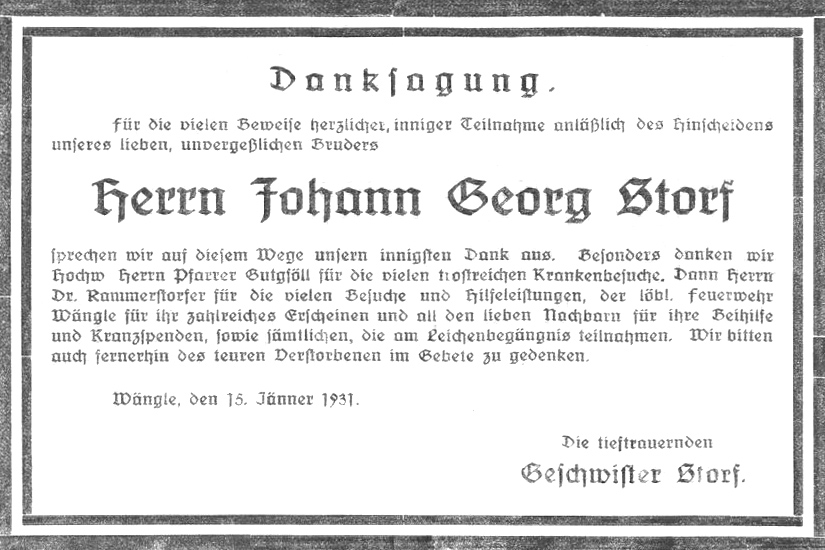 Danksagung.
Für die vielen Beweise herzlicher, inniger Teilnahme anläßlich des Hinscheidens
unseres lieben, unvergeßlichen Bruders
Herrn Johann Georg Storf
sprechen wir auf diesem Wege unsern innigsten Dank aus. Besonders danken wir
Hochw Herrn Pfarrer Gutgsöll für die vielen trostreichen Krankenbesuche. Dann Herrn
Dr. Rammerstorfer für die vielen Besuche und Hilfeleistungen, der löbl. Feuerwehr
Wängle für ihr zahlreiches Erscheinen und all den lieben Nachbarn für ihre Beihilfe
und Kranzspenden, sowie sämtlichen, die am Leichenbegängnis teilnahmen. Wir bitten
auch fernerhin des teuren Verstorbenen im Gebete zu gedenken.
Wängle, den 15. Jänner 1931.
Die tieftrauernden
Geschwister Storf.